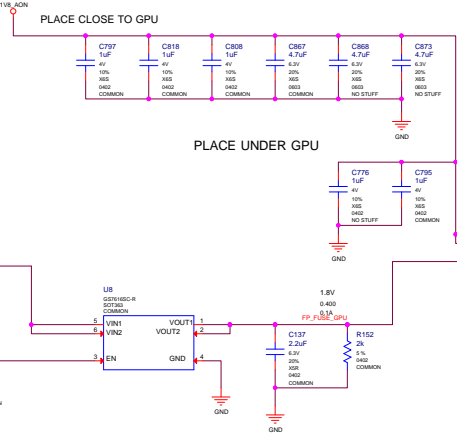 1V8_AON
PLACE CLOSE TO GPU
C797
1uF
4V
10%
X6S
0402
COMMON
C818
1uF
4V
10%
X6S
0402
COMMON
C808
1uF
4V
10%
X6S
0402
COMMON
C867
4.7uF
6.3V
20%
X6S
0603
COMMON
C868
4.7uF
6.3V
20%
X6S
0603
NO STUFF
C873
4.7uF
6.3V
20%
X6S
0603
NO STUFF
GND
PLACE UNDER GPU
C776
1uF
4V
10%
X6S
0402
NO STUFF
C795
1uF
4V
10%
X6S
0402
COMMON
GND
U8
GS7616SC-R
SOT363
COMMON
5 VIN1
6 VIN2
3 EN
VOUT1 1
VOUT2 2
GND 4
GND
1.8V
0.400
0.1A
FP_FUSE_GPU
C137
2.2uF
6.3V
20%
X5R
0402
COMMON
R152
2k
5 %
0402
COMMON
GND
N